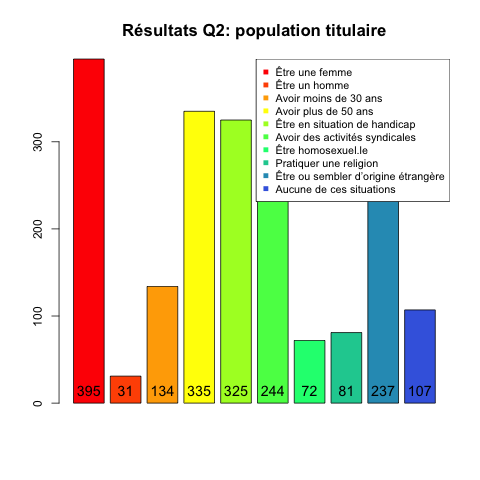 Résultats Q2: population titulaire
Être une femme
Être un homme
Avoir moins de 30 ans
Avoir plus de 50 ans
Être en situation de handicap
Avoir des activités syndicales
Être homosexuel.le
Pratiquer une religion
Être ou sembler d'origine étrangère
Aucune de ces situations
300
200
100
0
395 31 134 335 325 244 72 81 237 107